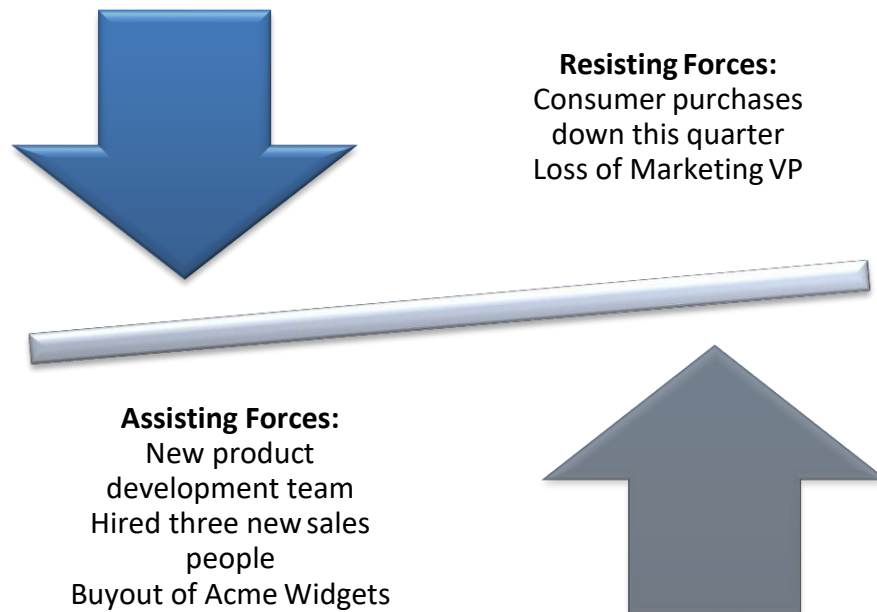 Resisting Forces:
Consumer purchases
down this quarter
Loss of Marketing VP
Assisting Forces:
New product
development team
Hired three new sales
people
Buyout of Acme Widgets